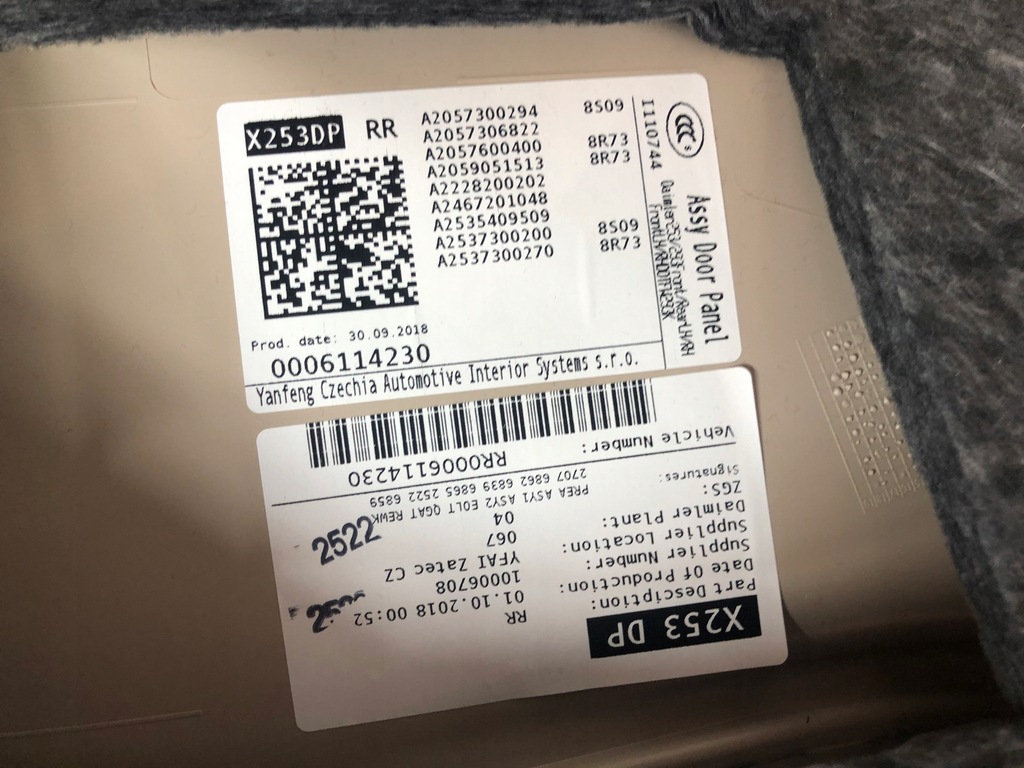 X253DP RR
A2057300294 8S09
A2057306822
A2057600400 8R73
A2059051513 8R73
A2228200202
A2467201048
A2535409509
A2537300200 8S09
A2537300270 8R73
Prod. date: 30.09.2018
0006114230
Yanfeng Czechia Automotive Interior Systems s.r.o.
CCC S
I110744
Assy Door Panel
X253 DP
Part Desciption: RR
Date Of Production: 01.10.2018 00:52
Supplier Number: 10006708
Supplier Location: YFAI Zatec CZ
Daimler Plant: 067
ZGS: 04
Signatures: PREA ASY1 ASY2 EOLT QGAT REWK
2707 6862 6839 6865 2522 6859
Vehicle Number: RR0006114230
2522